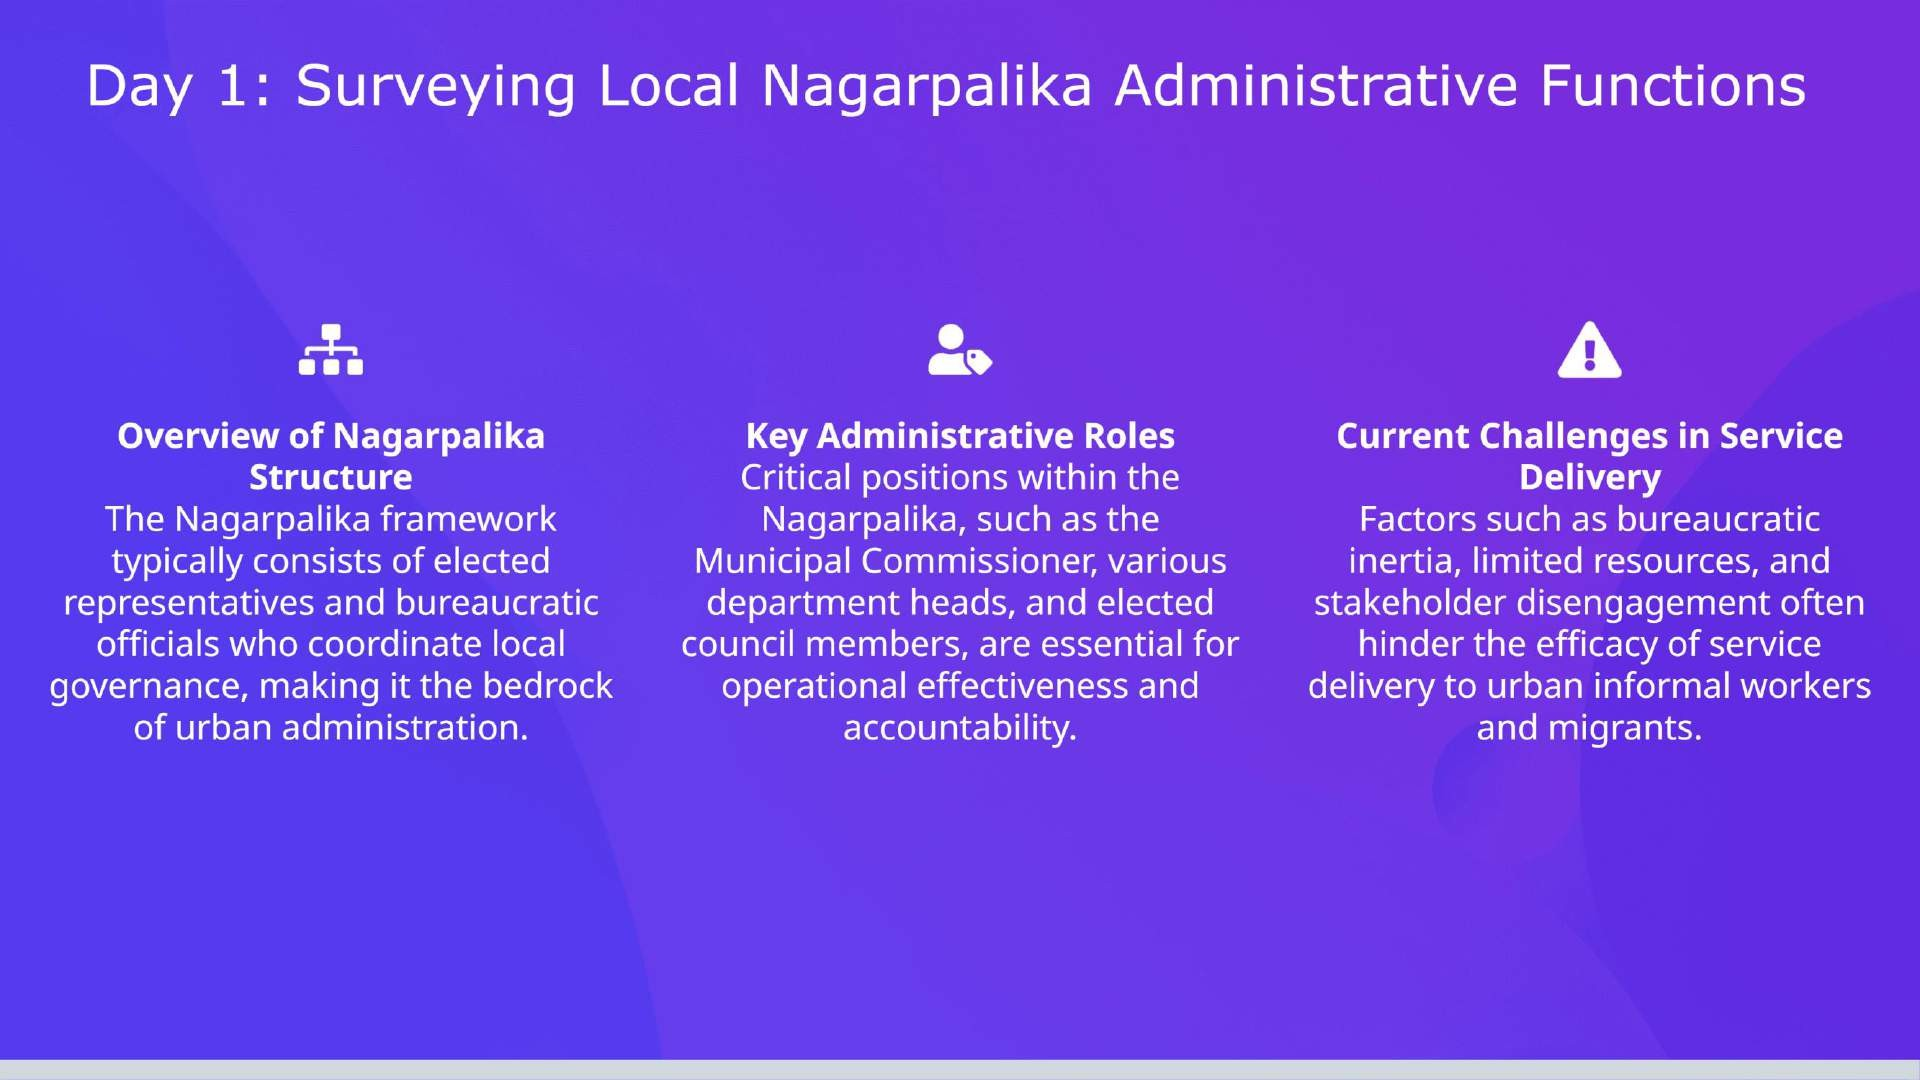 Day 1: Surveying Local Nagarpalika Administrative Functions
Overview of Nagarpalika
Structure
The Nagarpalika framework
typically consists of elected
representatives and bureaucratic
officials who coordinate local
governance, making it the bedrock
of urban administration.
Key Administrative Roles
Critical positions within the
Nagarpalika, such as the
Municipal Commissioner, various
department heads, and elected
council members, are essential for
operational effectiveness and
accountability.
Current Challenges in Service
Delivery
Factors such as bureaucratic
inertia, limited resources, and
stakeholder disengagement often
hinder the efficacy of service
delivery to urban informal workers
and migrants.